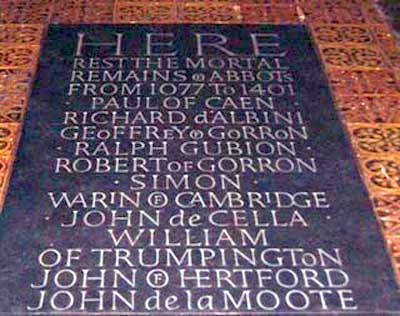 HERE
REST THE MORTAL
REMAINS OF ABBOTS
FROM 1077 TO 1401
· PAUL OF CAEN ·
RICHARD d'ALBINI
GEOFFREY OF GORRON
· RALPH GUBION ·
ROBERT OF GORRON
· SIMON ·
WARIN OF CAMBRIDGE
· JOHN de CELLA ·
· WILLIAM ·
OF TRUMPINGTON
JOHN OF HERTFORD
JOHN de la MOOTE